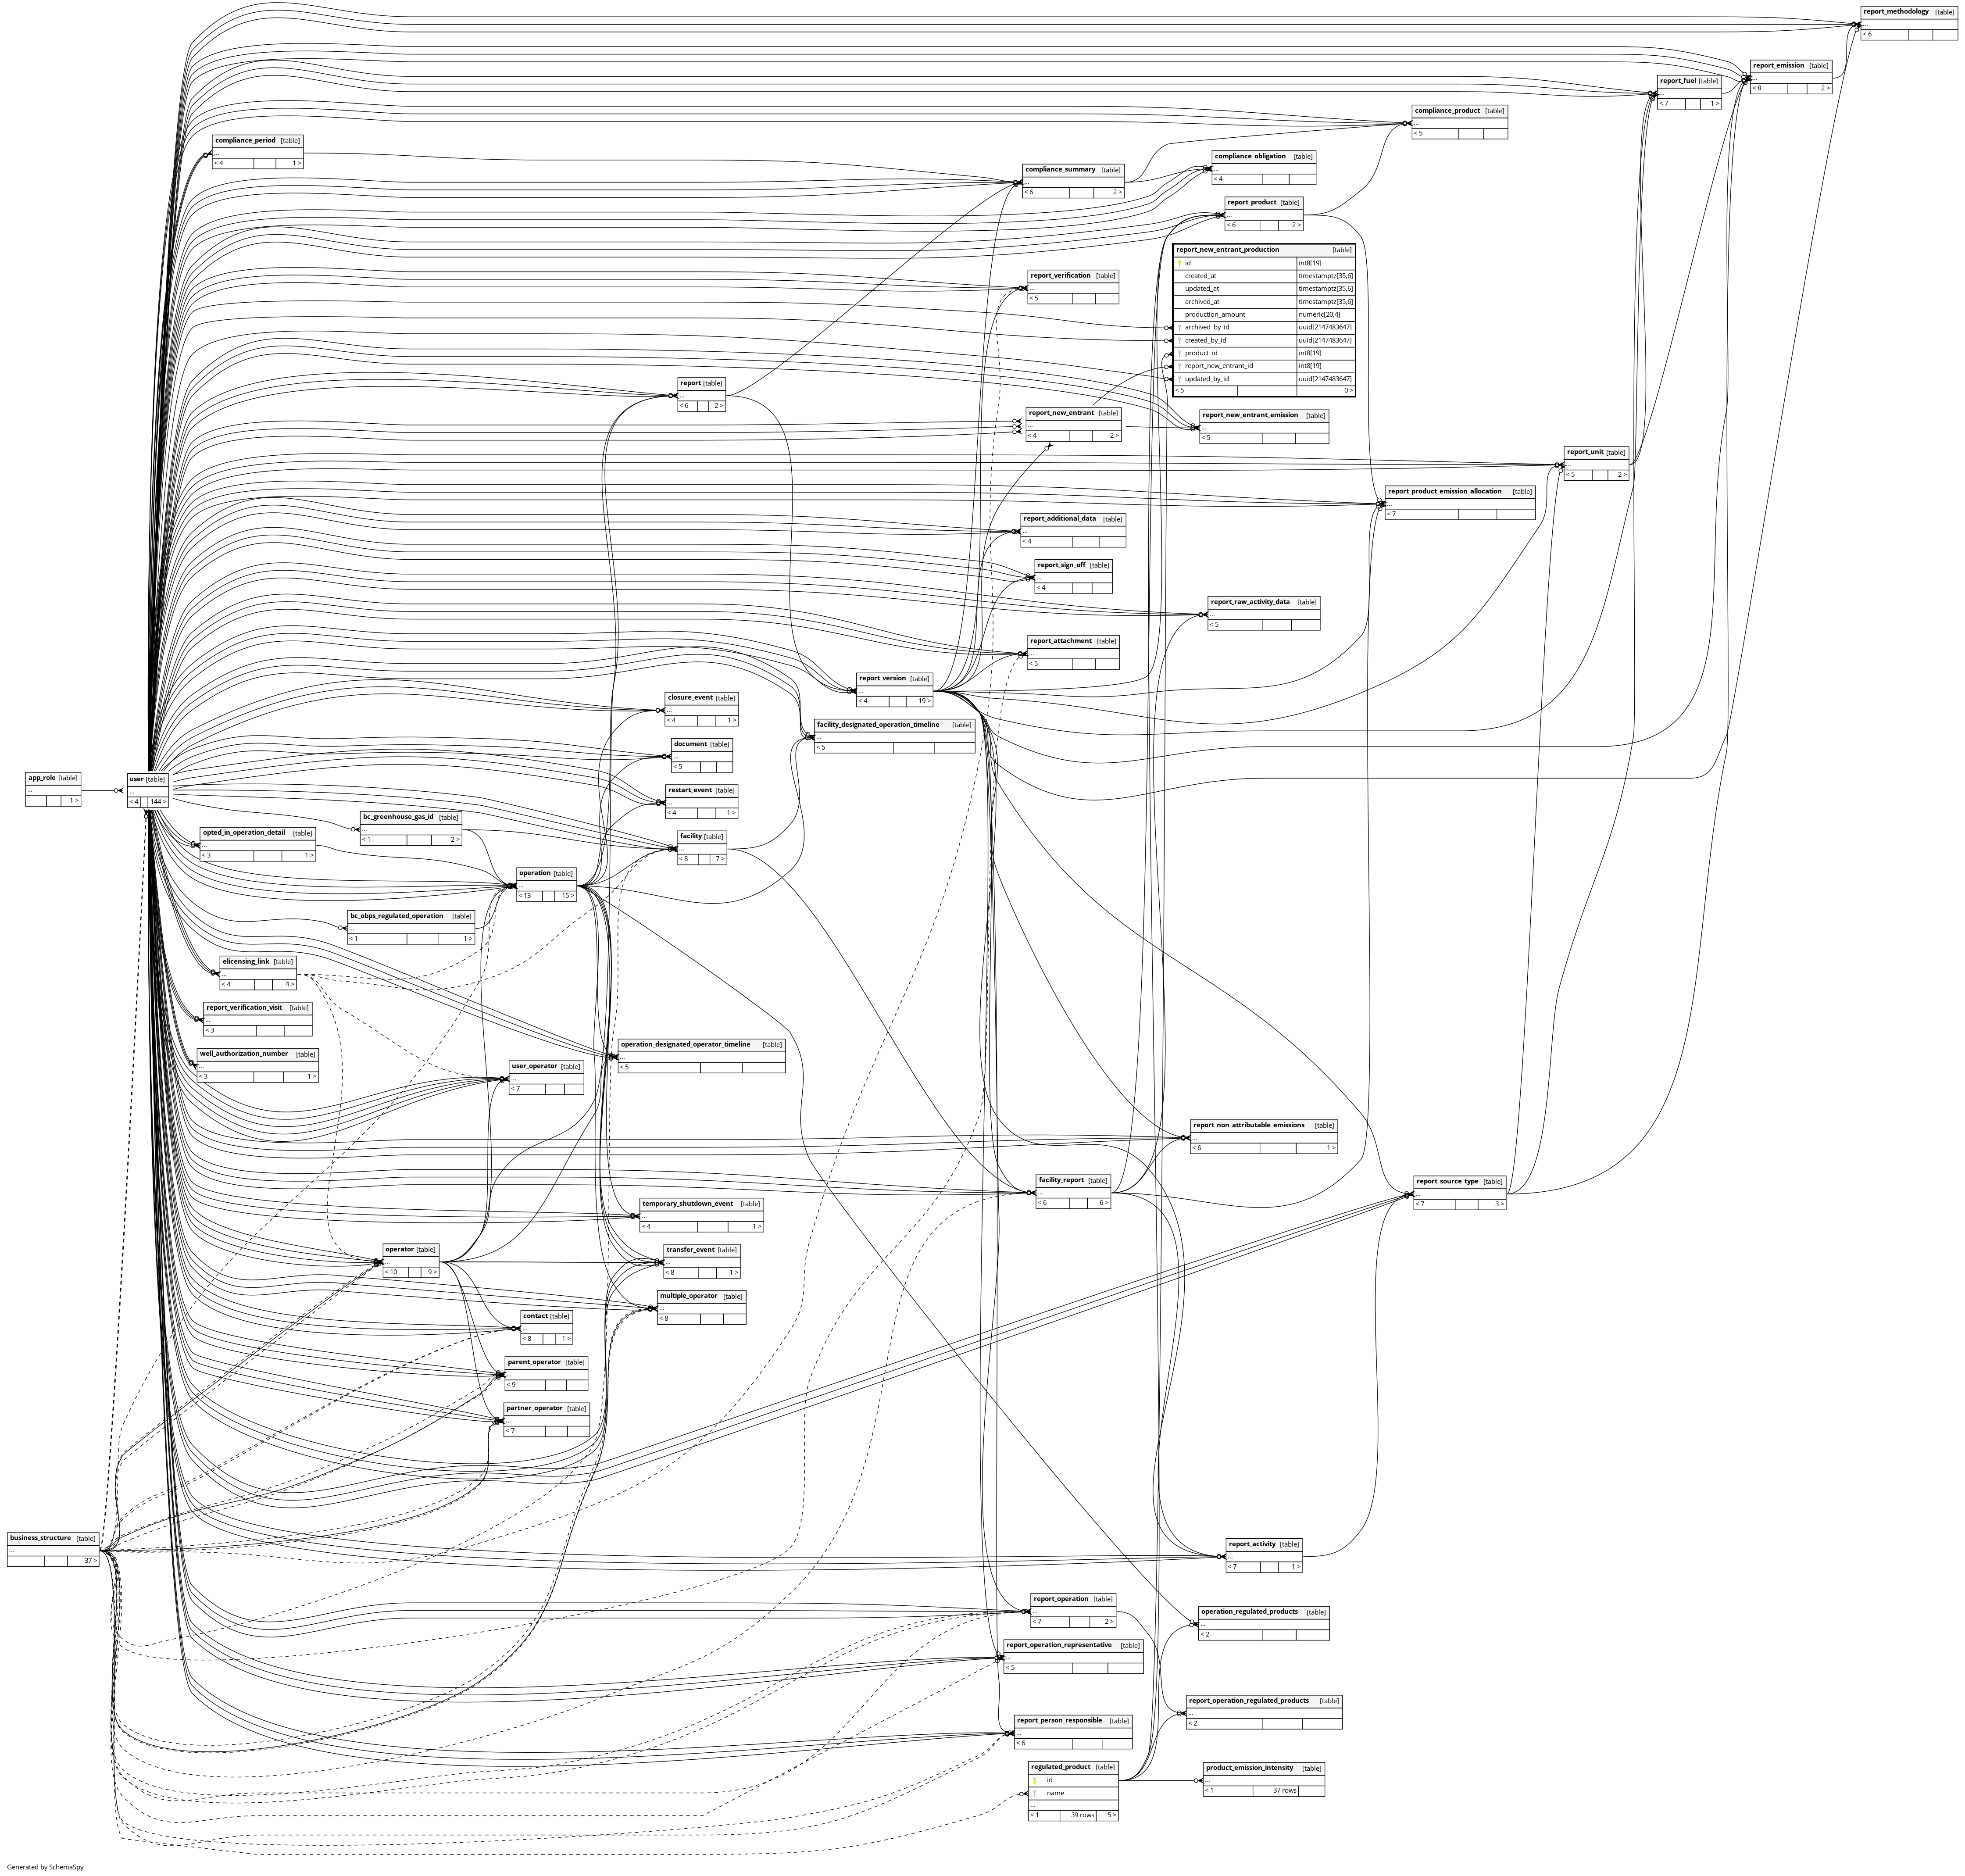 report_methodology [table]
...
< 6
report_emission [table]
...
< 8 2 >
report_fuel [table]
...
< 7 1 >
compliance_product [table]
...
< 5
compliance_period [table]
...
< 4 1 >
compliance_obligation [table]
...
< 4
compliance_summary [table]
...
< 6 2 >
report_product [table]
...
< 6 2 >
report_new_entrant_production [table]
id int8[19]
created_at timestamptz[35,6]
updated_at timestamptz[35,6]
archived_at timestamptz[35,6]
production_amount numeric[20,4]
archived_by_id uuid[2147483647]
created_by_id uuid[2147483647]
product_id int8[19]
report_new_entrant_id int8[19]
updated_by_id uuid[2147483647]
< 5 0 >
report_verification [table]
...
< 5
report [table]
...
< 6 2 >
report_new_entrant [table]
...
< 4 2 >
report_new_entrant_emission [table]
...
< 5
report_unit [table]
...
< 5 2 >
report_product_emission_allocation [table]
...
< 7
report_additional_data [table]
...
< 4
report_sign_off [table]
...
< 4
report_raw_activity_data [table]
...
< 5
report_attachment [table]
...
< 5
report_version [table]
...
< 4 19 >
closure_event [table]
...
< 4 1 >
facility_designated_operation_timeline [table]
...
< 5
document [table]
...
< 5
app_role [table]
...
1 >
user [table]
...
< 4 144 >
restart_event [table]
...
< 4 1 >
bc_greenhouse_gas_id [table]
...
< 1 2 >
opted_in_operation_detail [table]
...
< 3 1 >
facility [table]
...
< 8 7 >
operation [table]
...
< 13 15 >
bc_obps_regulated_operation [table]
...
< 1 1 >
elicensing_link [table]
...
< 4 4 >
report_verification_visit [table]
...
< 3
well_authorization_number [table]
...
< 3 1 >
operation_designated_operator_timeline [table]
...
< 5
user_operator [table]
...
< 7
report_non_attributable_emissions [table]
...
< 6 1 >
facility_report [table]
...
< 6 6 >
report_source_type [table]
...
< 7 3 >
temporary_shutdown_event [table]
...
< 4 1 >
operator [table]
...
< 10 9 >
transfer_event [table]
...
< 8 1 >
multiple_operator [table]
...
< 8
contact [table]
...
< 8 1 >
parent_operator [table]
...
< 9
partner_operator [table]
...
< 7
business_structure [table]
...
37 >
report_activity [table]
...
< 7 1 >
report_operation [table]
...
< 7 2 >
operation_regulated_products [table]
...
< 2
report_operation_representative [table]
...
< 5
report_operation_regulated_products [table]
...
< 2
report_person_responsible [table]
...
< 6
regulated_product [table]
id
name
...
< 1 39 rows 5 >
product_emission_intensity [table]
...
< 1 37 rows
Generated by SchemaSpy